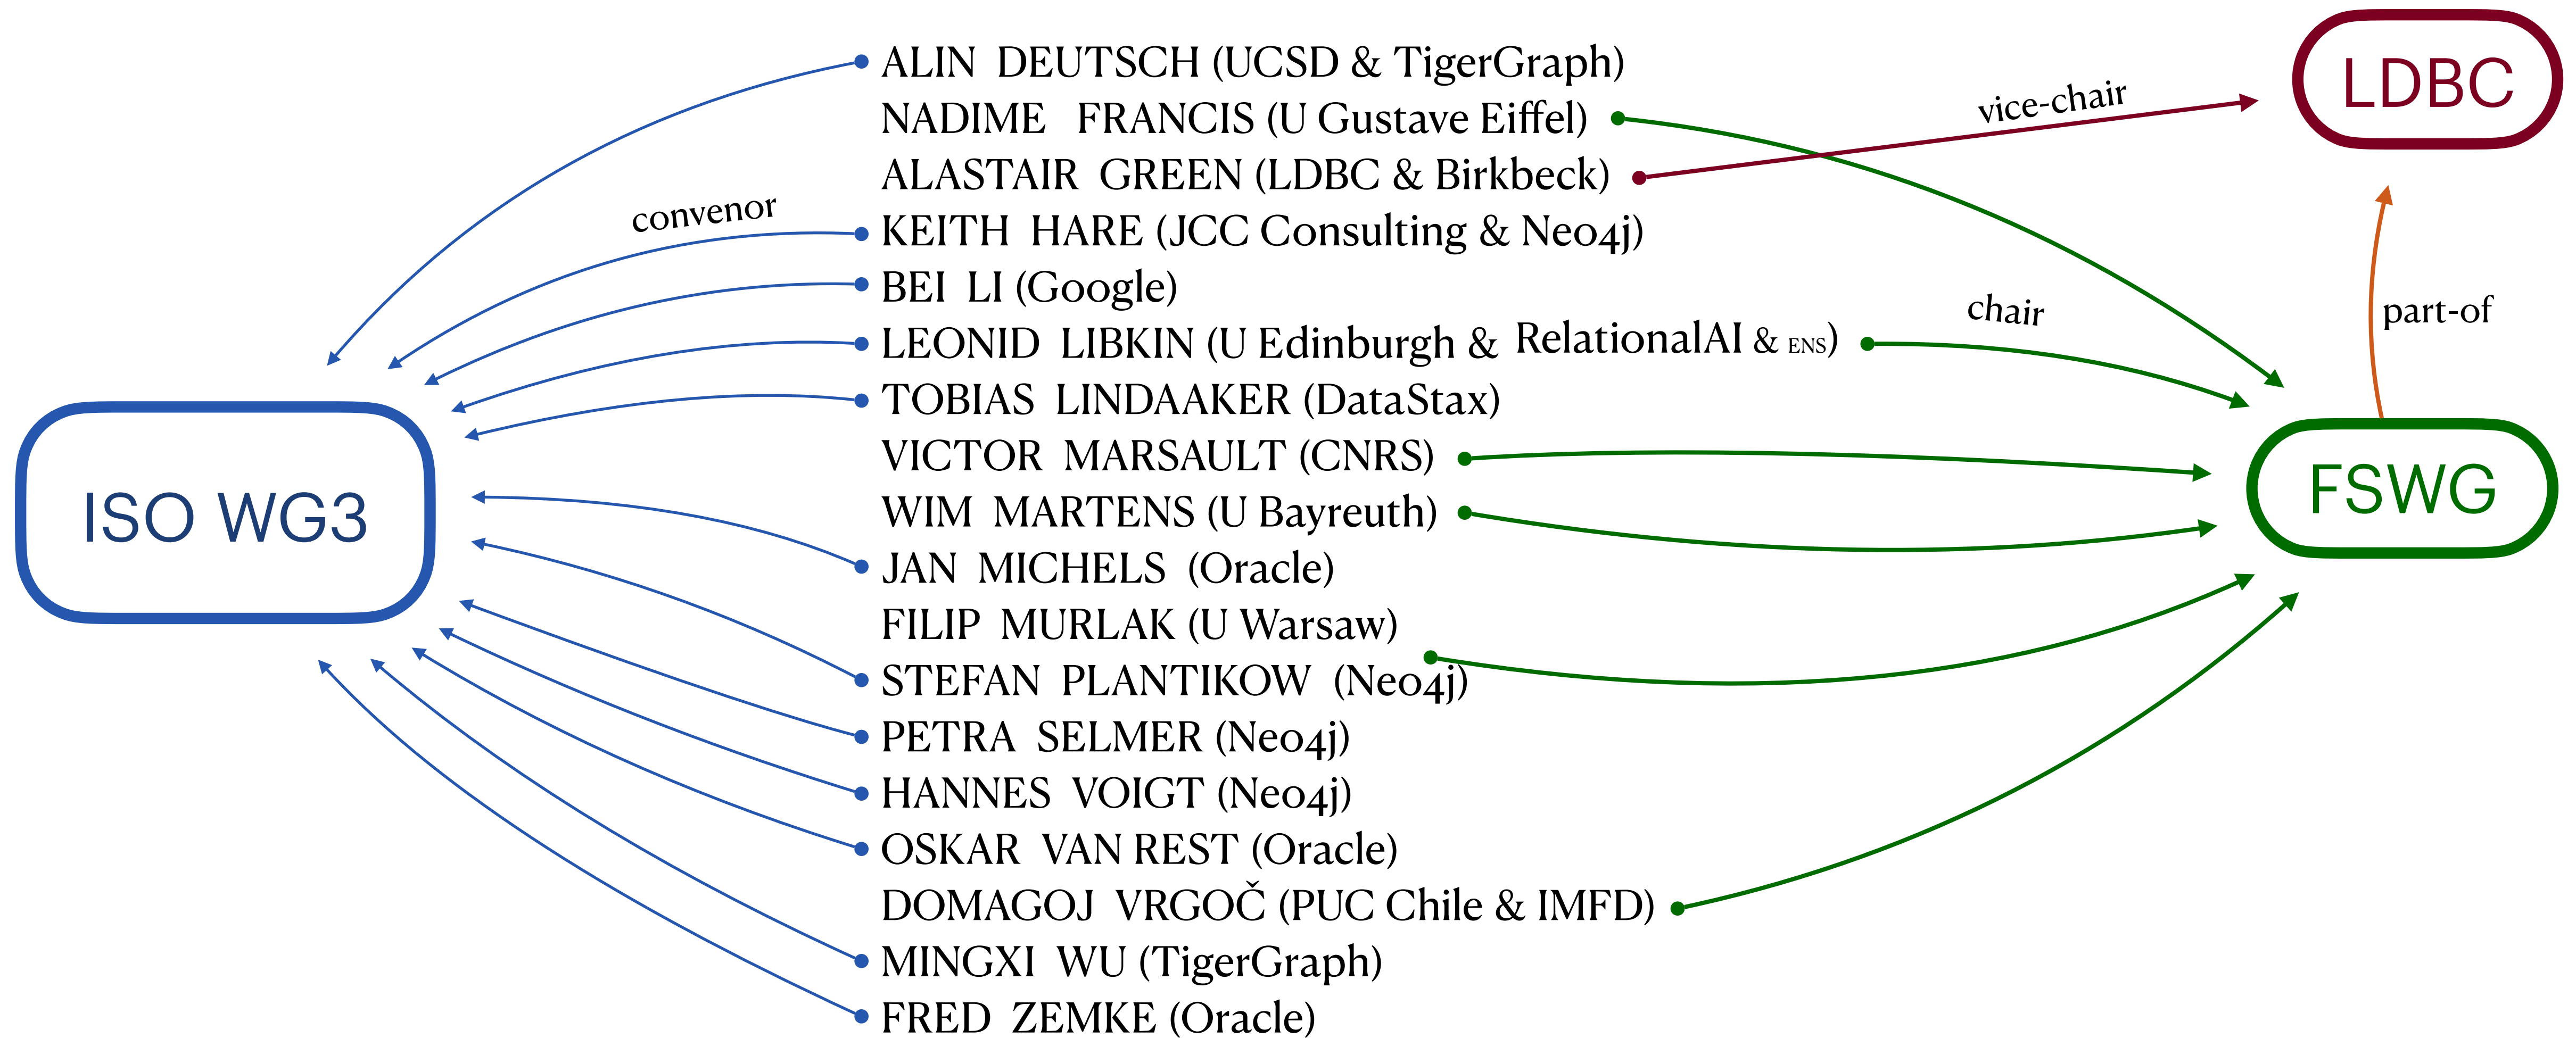 ALIN DEUTSCH (UCSD & TigerGraph)
NADIME FRANCIS (U Gustave Eiffel)
ALASTAIR GREEN (LDBC & Birkbeck)
KEITH HARE (JCC Consulting & Neo4j)
BEI LI (Google)
LEONID LIBKIN (U Edinburgh & RelationalAI & ENS)
TOBIAS LINDAAKER (DataStax)
VICTOR MARSAULT (CNRS)
WIM MARTENS (U Bayreuth)
JAN MICHELS (Oracle)
FILIP MURLAK (U Warsaw)
STEFAN PLANTIKOW (Neo4j)
PETRA SELMER (Neo4j)
HANNES VOIGT (Neo4j)
OSKAR VAN REST (Oracle)
DOMAGOJ VRGOČ (PUC Chile & IMFD)
MINGXI WU (TigerGraph)
FRED ZEMKE (Oracle)
convenor
ISO WG3
vice-chair
LDBC
chair
part-of
FSWG